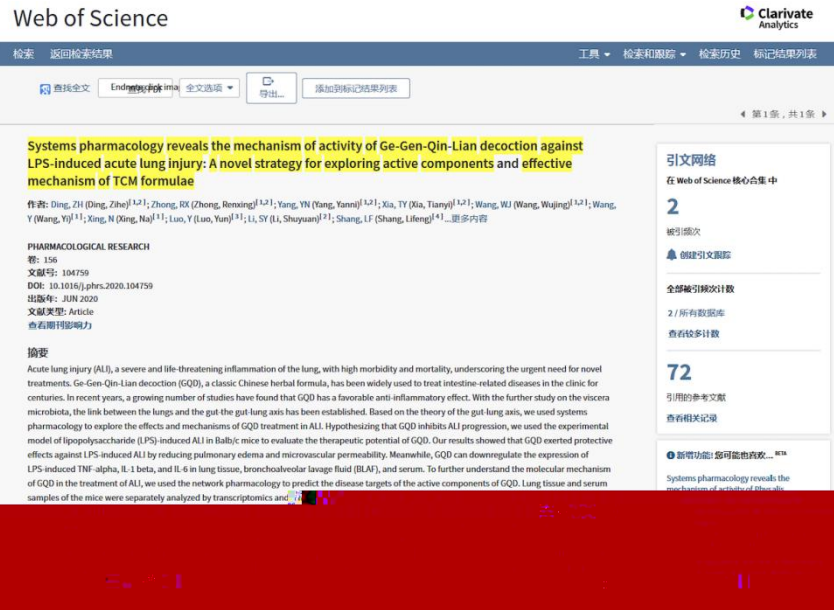 Web of Science
Clarivate
Analytics
检索 返回检索结果 工具 检索和跟踪 检索历史 标记结果列表
查找全文 全文选项 导出... 添加到标记结果列表
第1条，共1条
Systems pharmacology reveals the mechanism of activity of Ge-Gen-Qin-Lian decoction against
LPS-induced acute lung injury: A novel strategy for exploring active components and effective
mechanism of TCM formulae
作者: Ding, ZH (Ding, Zihe)[1,2]; Zhong, RX (Zhong, Renxing)[1,2]; Yang, YN (Yang, Yanni)[1,2]; Xia, TY (Xia, Tianyi)[1,2]; Wang, WJ (Wang, Wujing)[1,2]; Wang,
Y (Wang, Yi)[1]; Xing, N (Xing, Na)[1]; Luo, Y (Luo, Yun)[3]; Li, SY (Li, Shuyuan)[2]; Shang, LF (Shang, Lifeng)[4] ...更多内容
PHARMACOLOGICAL RESEARCH
卷: 156
文献号: 104759
DOI: 10.1016/j.phrs.2020.104759
出版年: JUN 2020
文献类型: Article
查看期刊影响力
摘要
Acute lung injury (ALI), a severe and life-threatening inflammation of the lung, with high morbidity and mortality, underscoring the urgent need for novel
treatments. Ge-Gen-Qin-Lian decoction (GQD), a classic Chinese herbal formula, has been widely used to treat intestine-related diseases in the clinic for
centuries. In recent years, a growing number of studies have found that GQD has a favorable anti-inflammatory effect. With the further study on the viscera
microbiota, the link between the lungs and the gut-the gut-lung axis has been established. Based on the theory of the gut-lung axis, we used systems
pharmacology to explore the effects and mechanisms of GQD treatment in ALI. Hypothesizing that GQD inhibits ALI progression, we used the experimental
model of lipopolysaccharide (LPS)-induced ALI in Balb/c mice to evaluate the therapeutic potential of GQD. Our results showed that GQD exerted protective
effects against LPS-induced ALI by reducing pulmonary edema and microvascular permeability. Meanwhile, GQD can downregulate the expression of
LPS-induced TNF-alpha, IL-1 beta, and IL-6 in lung tissue, bronchoalveolar lavage fluid (BLAF), and serum. To further understand the molecular mechanism
of GQD in the treatment of ALI, we used the network pharmacology to predict the disease targets of the active components of GQD. Lung tissue and serum
samples of the mice were separately analyzed by transcriptomics and
引文网络
在 Web of Science 核心合集 中
2
被引频次
创建引文跟踪
全部被引频次计数
2 / 所有数据库
查看较多计数
72
引用的参考文献
查看相关记录
新增功能! 您可能也喜欢... BETA
Systems pharmacology reveals the
mechanism of activity of Physalis